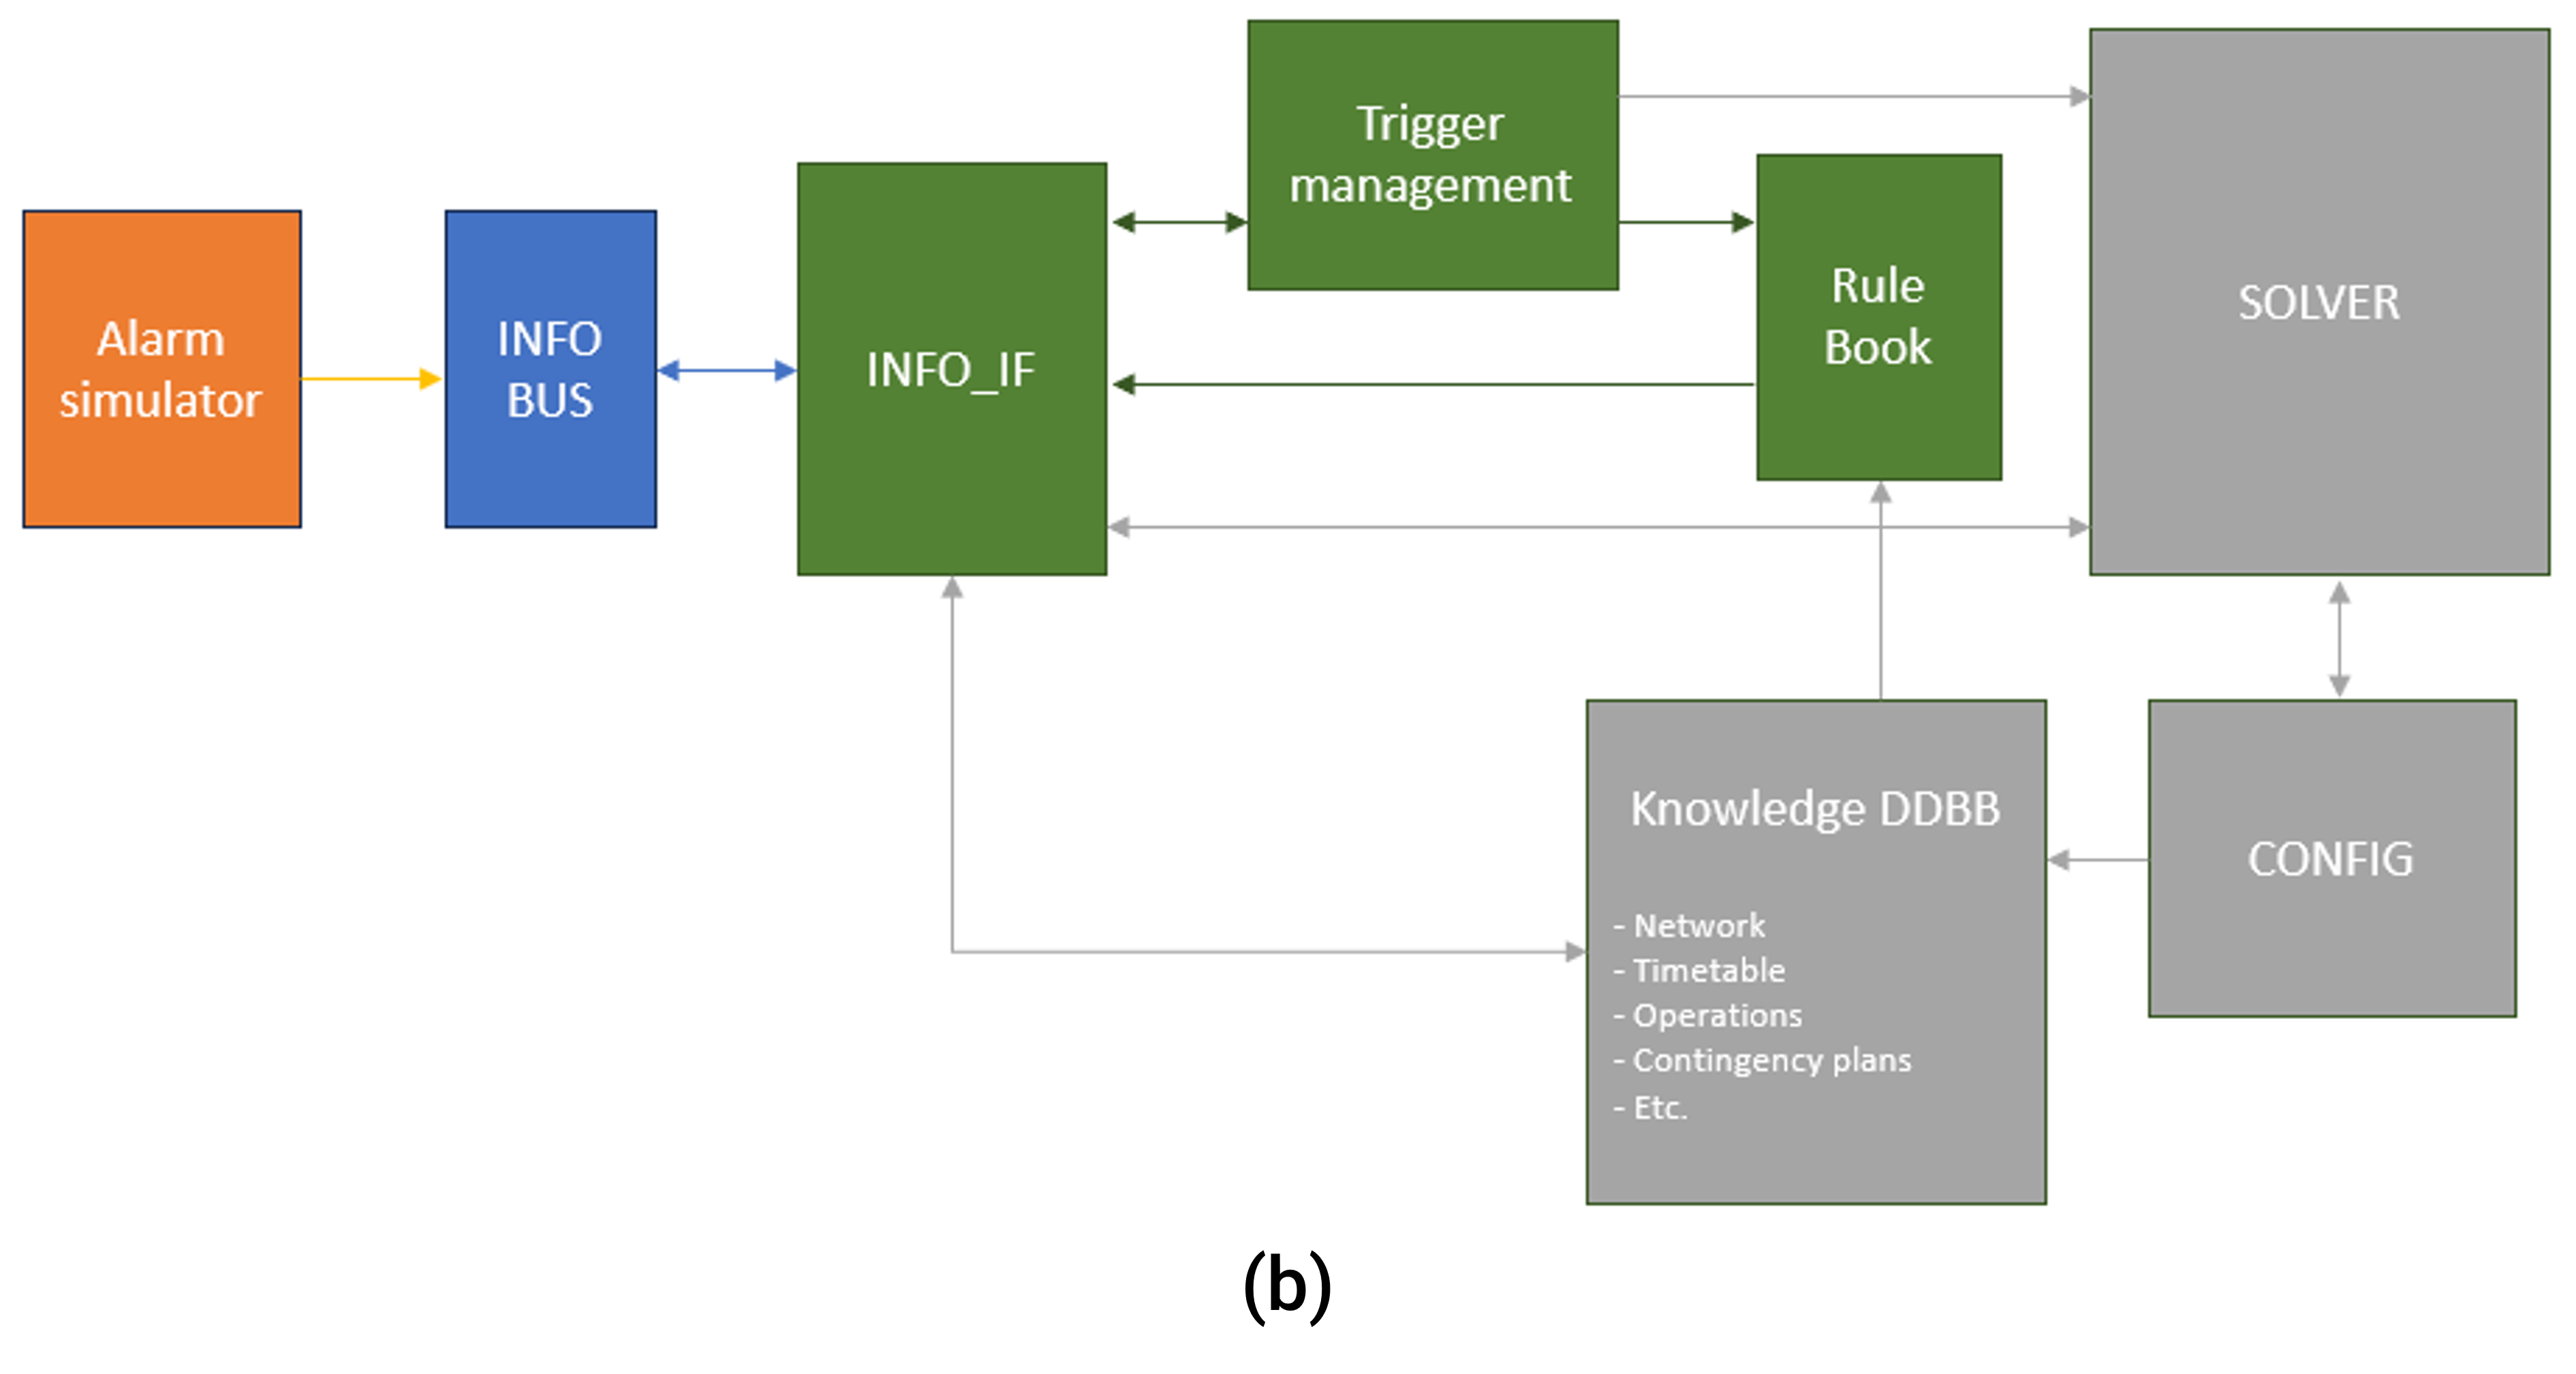 Trigger
management
Alarm
simulator
INFO
BUS
INFO_IF
Rule
Book
SOLVER
Knowledge DDBB
- Network
- Timetable
- Operations
- Contingency plans
- Etc.
CONFIG
(b)